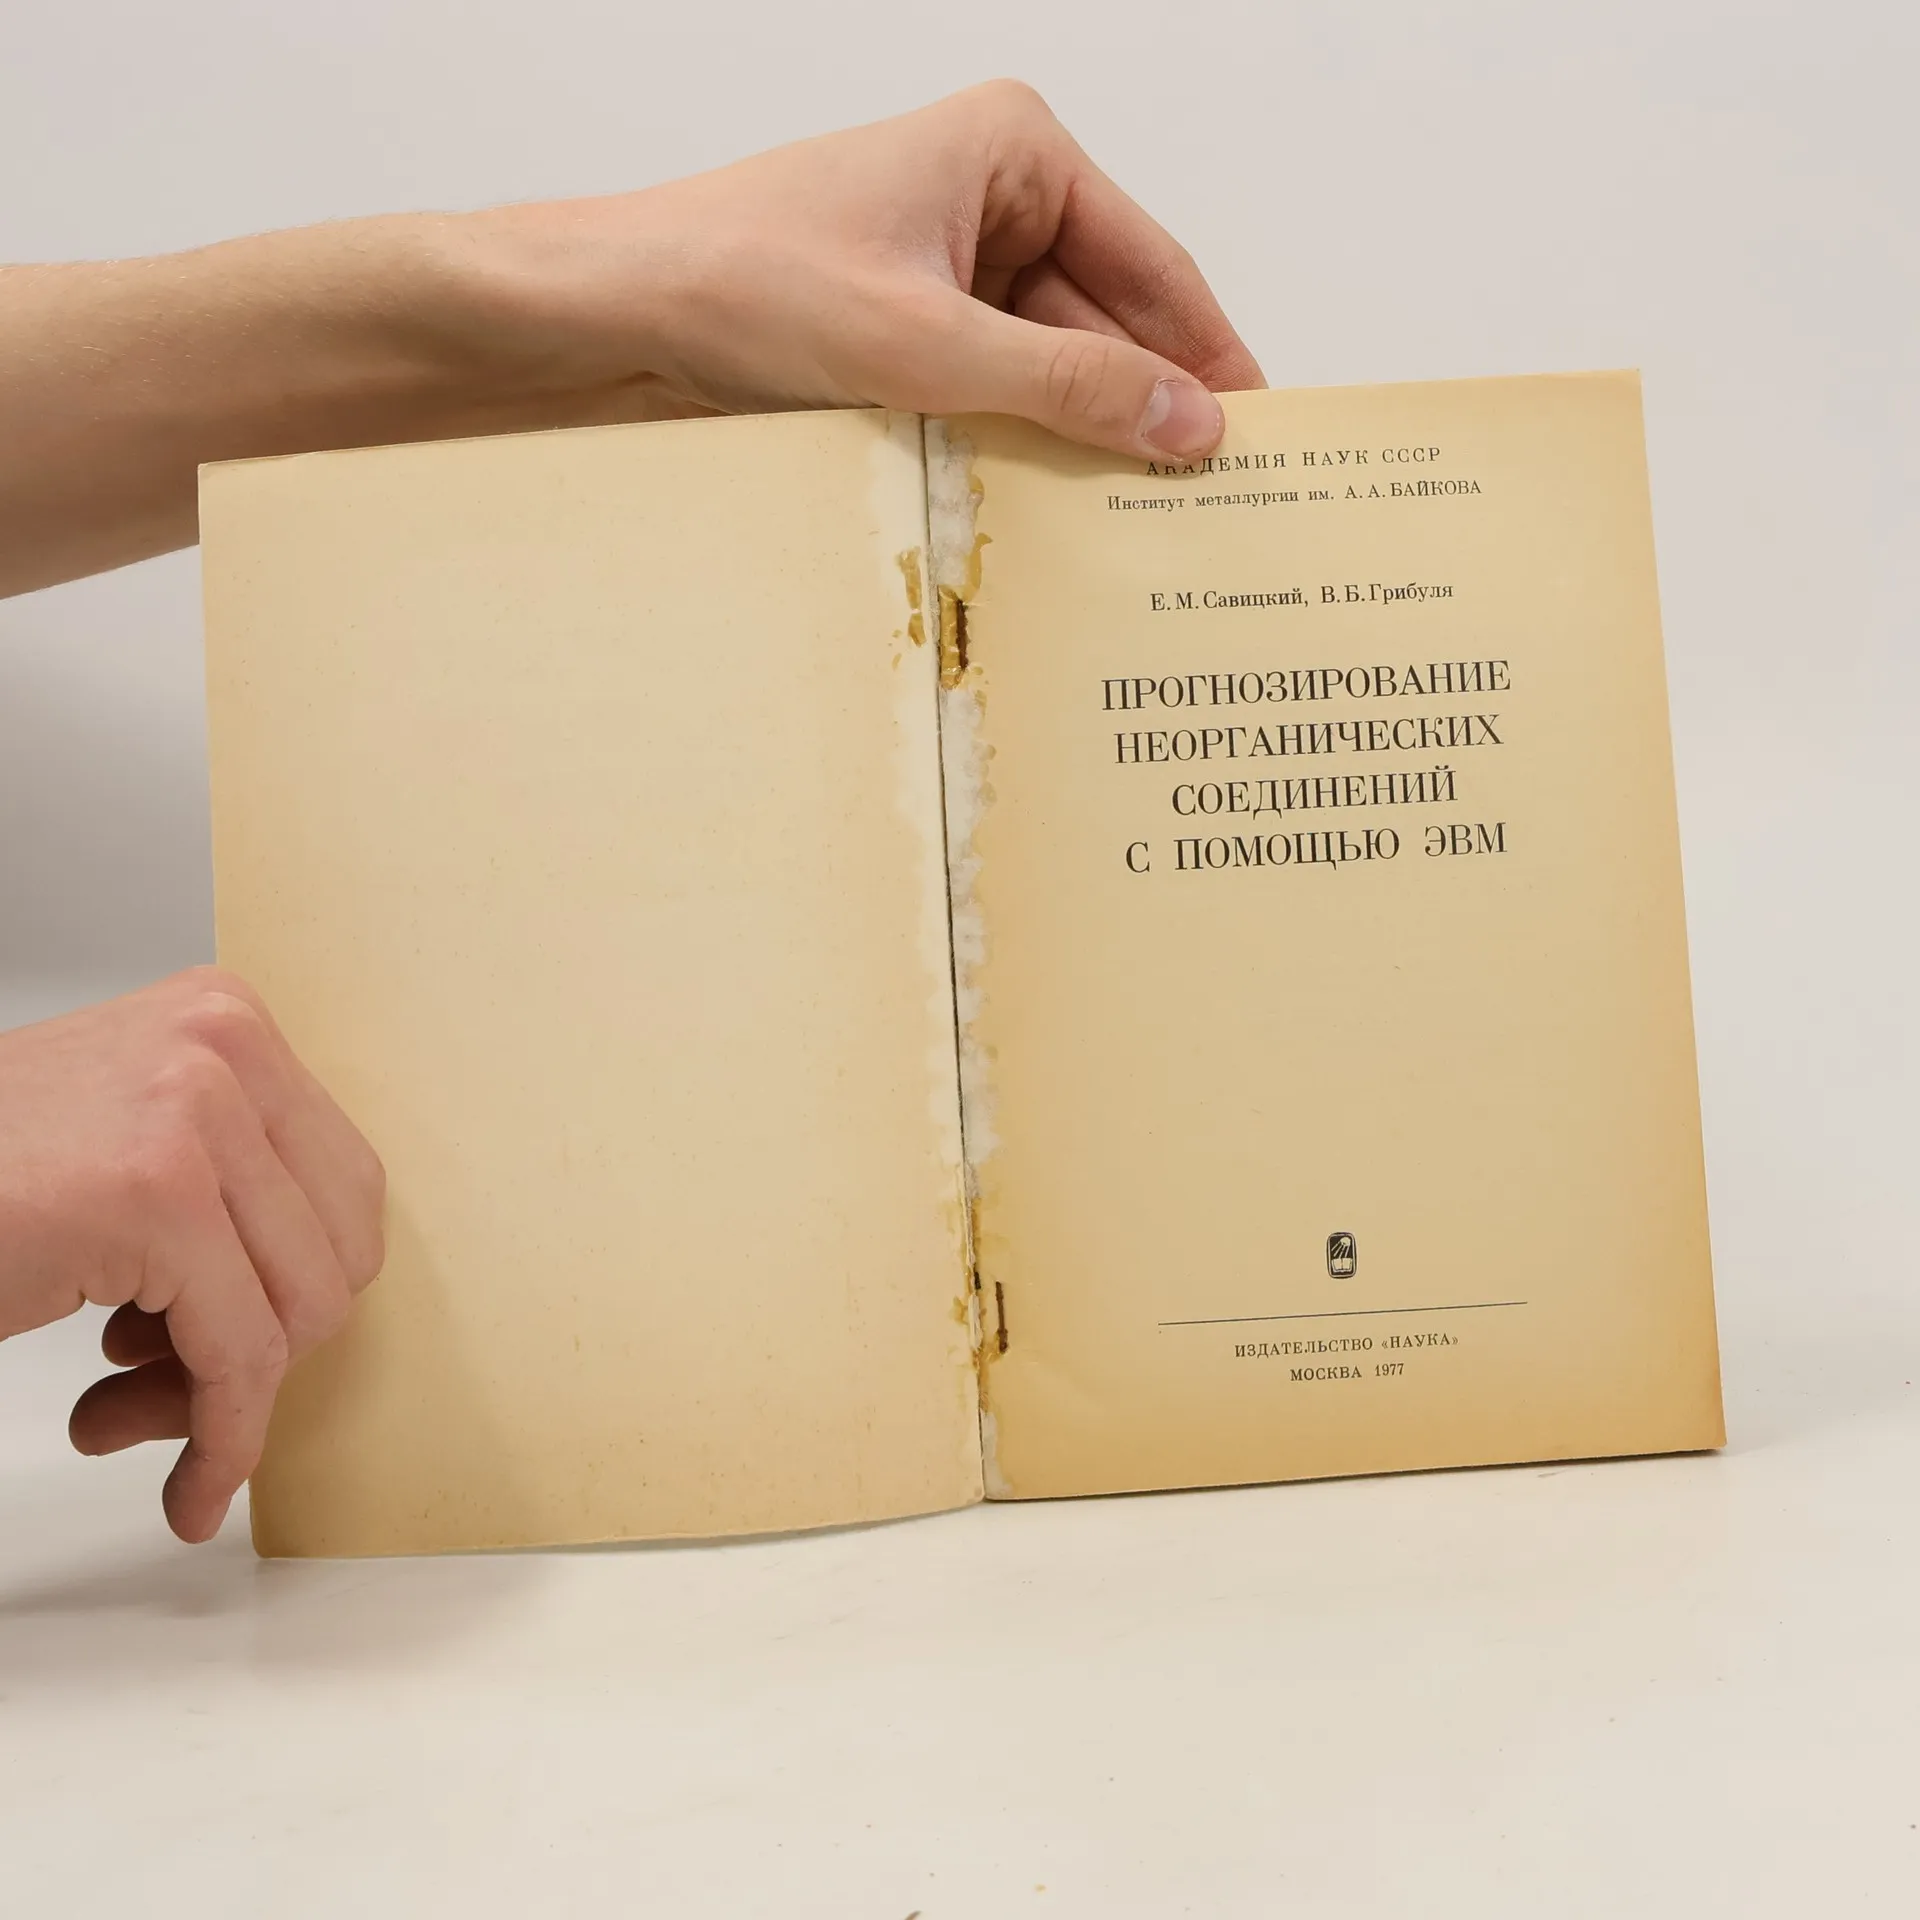 АКАДЕМИЯ НАУК СССР
Институт металлургии им. А. А. БАЙКОВА
Е. М. Савицкий, В. Б. Грибуля
ПРОГНОЗИРОВАНИЕ
НЕОРГАНИЧЕСКИХ
СОЕДИНЕНИЙ
С ПОМОЩЬЮ ЭВМ
ИЗДАТЕЛЬСТВО «НАУКА»
МОСКВА 1977